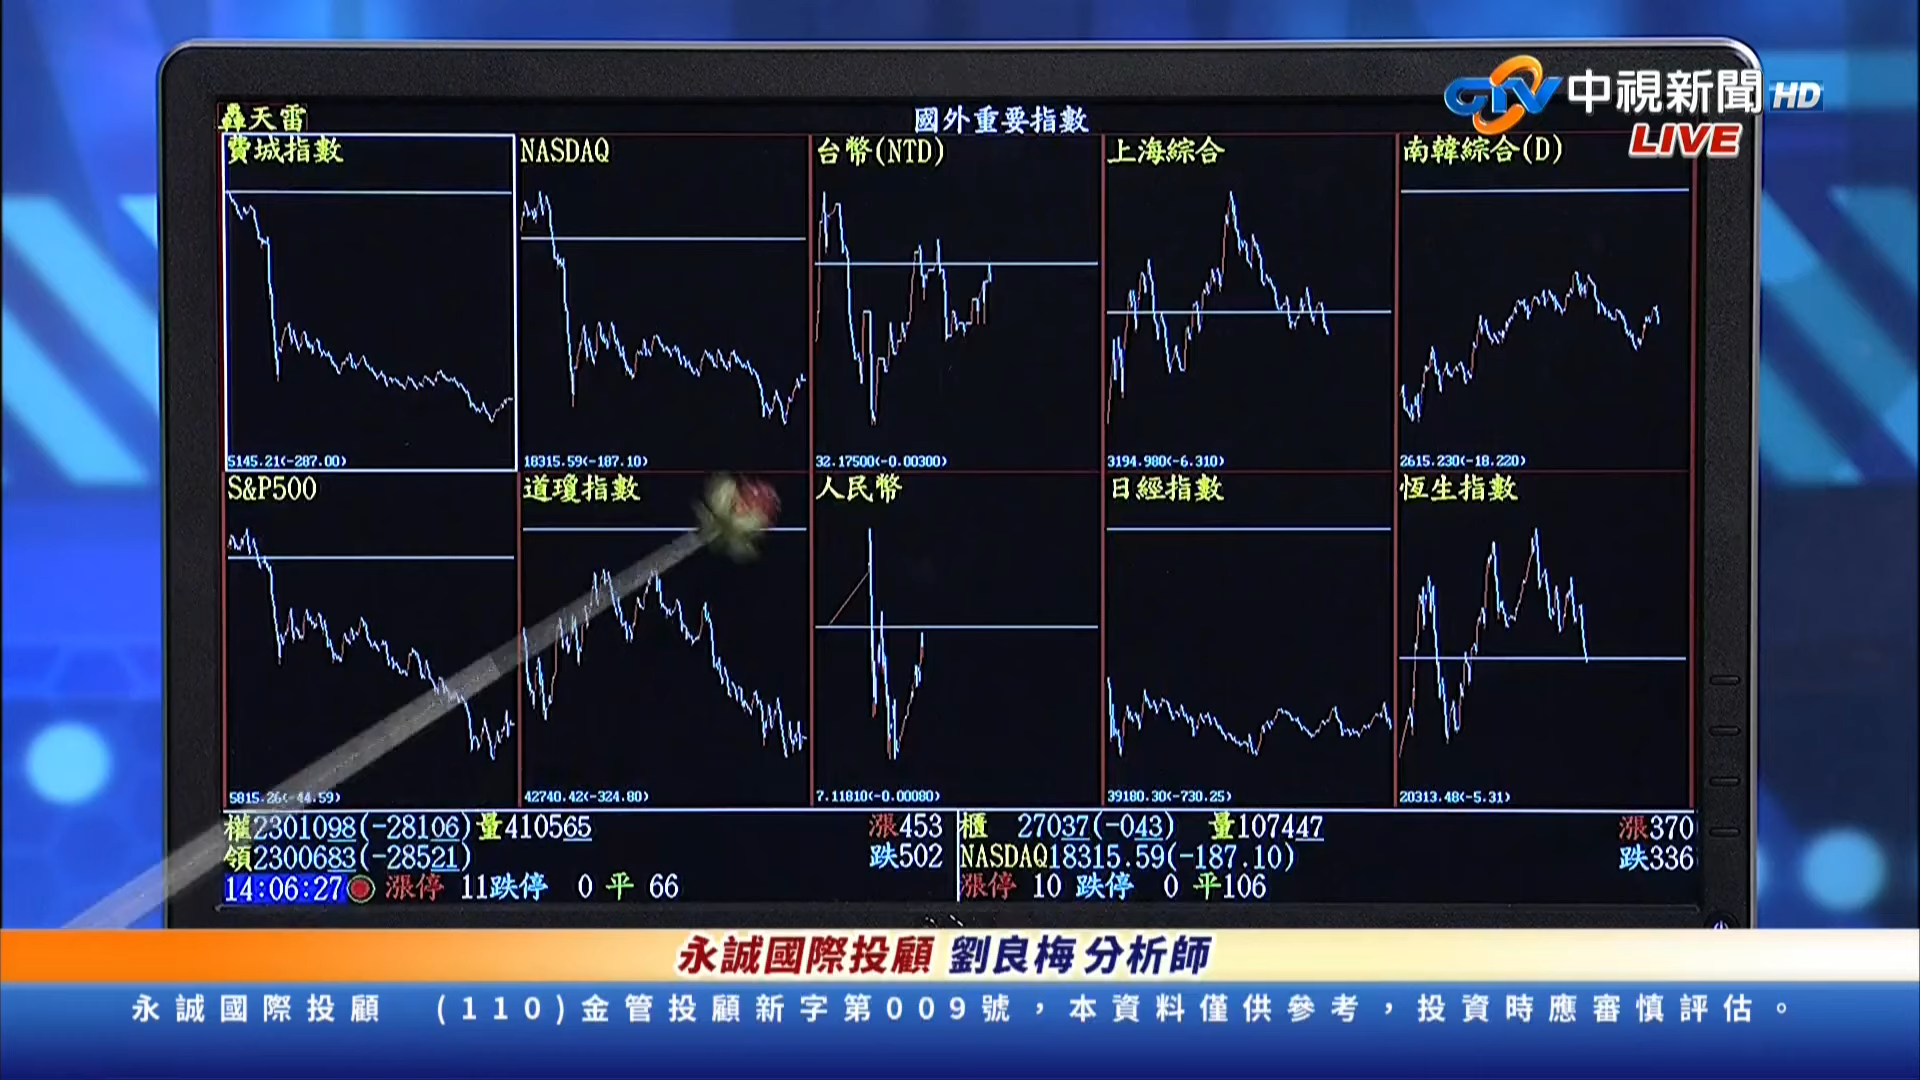 CTV 中視新聞 HD
LIVE
轟天雷
國外重要指數
費城指數
NASDAQ
台幣(NTD)
上海綜合
南韓綜合(D)
5145.21(-287.00)
18315.59(-187.10)
32.17500(-0.00300)
3194.980(-6.310)
2615.230(-18.220)
S&P500
道瓊指數
人民幣
日經指數
恆生指數
5815.26(-44.59)
42740.42(-324.80)
7.11810(-0.00080)
39180.30(-730.25)
20313.48(-5.31)
權2301098(-28106)量410565 漲453
櫃 27037(-043) 量107447 漲370
領2300683(-28521) 跌502
NASDAQ18315.59(-187.10) 跌336
14:06:27 漲停 11跌停 0 平 66
漲停 10 跌停 0 平106
永誠國際投顧 劉良梅分析師
永誠國際投顧 (110)金管投顧新字第009號，本資料僅供參考，投資時應審慎評估。